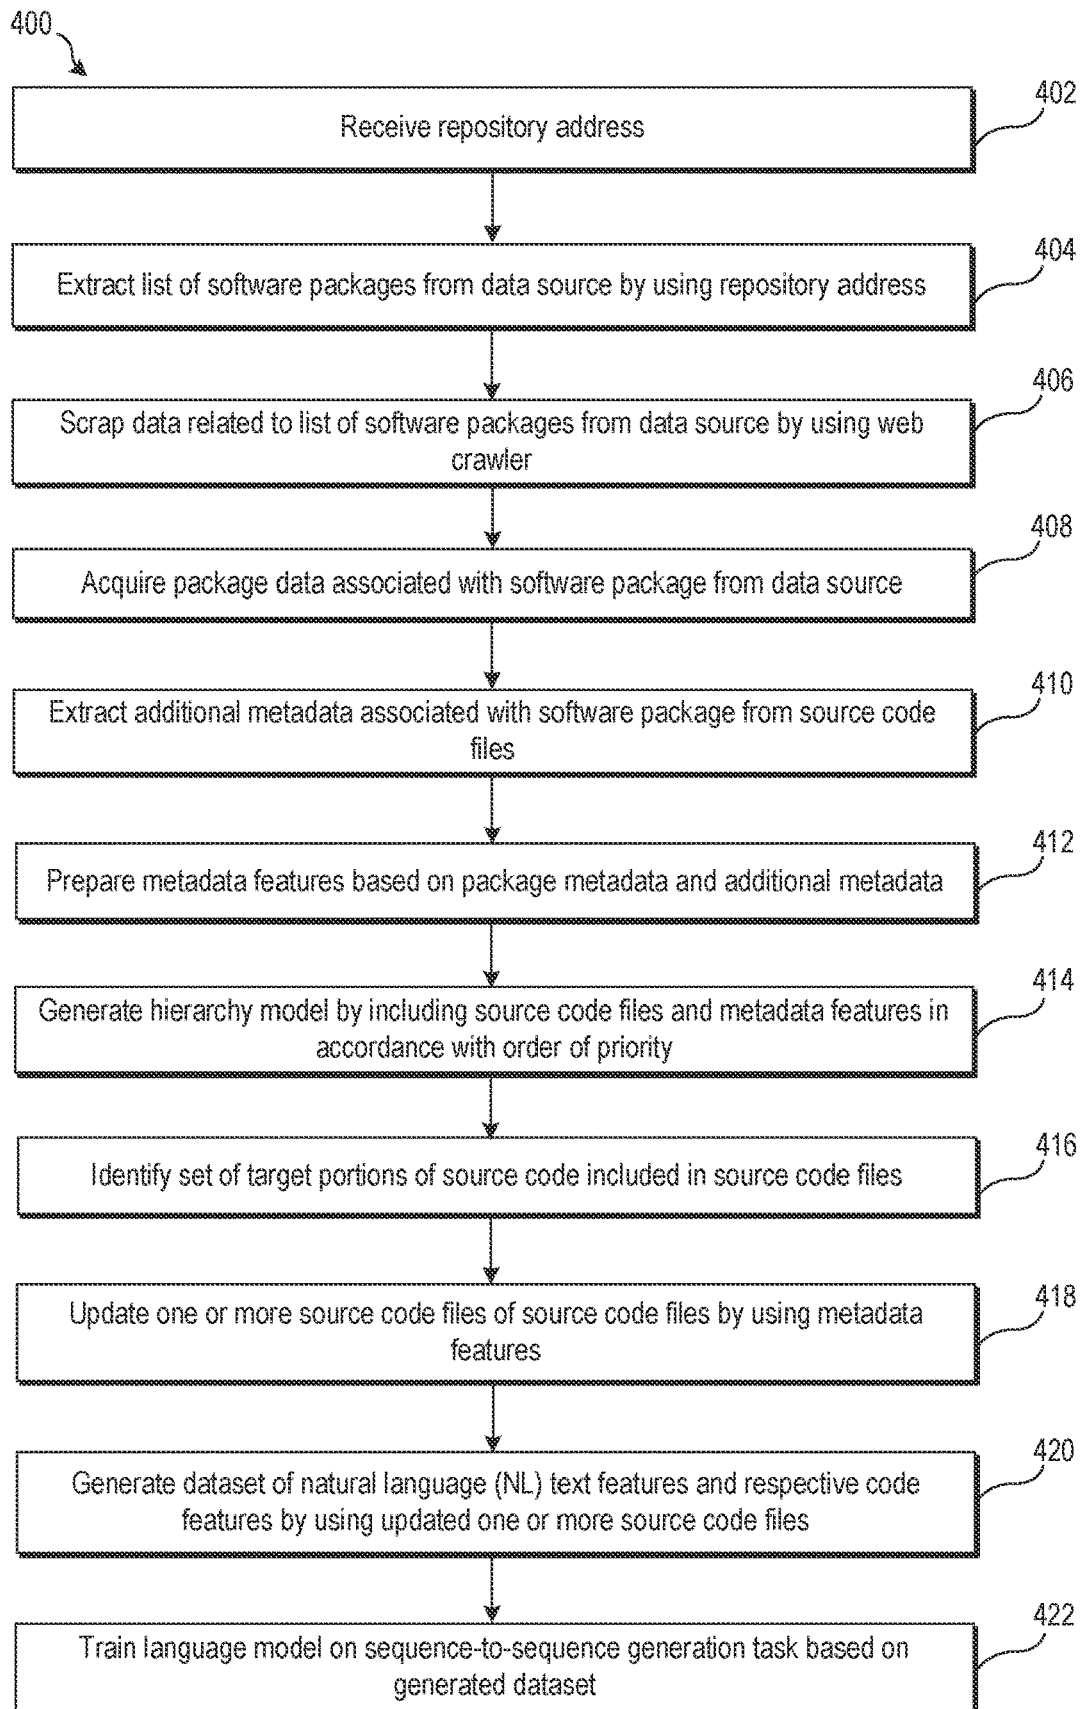 400
402
Receive repository address
404
Extract list of software packages from data source by using repository address
406
Scrap data related to list of software packages from data source by using web
crawler
408
Acquire package data associated with software package from data source
410
Extract additional metadata associated with software package from source code
files
412
Prepare metadata features based on package metadata and additional metadata
414
Generate hierarchy model by including source code files and metadata features in
accordance with order of priority
416
Identify set of target portions of source code included in source code files
418
Update one or more source code files of source code files by using metadata
features
420
Generate dataset of natural language (NL) text features and respective code
features by using updated one or more source code files
422
Train language model on sequence-to-sequence generation task based on
generated dataset